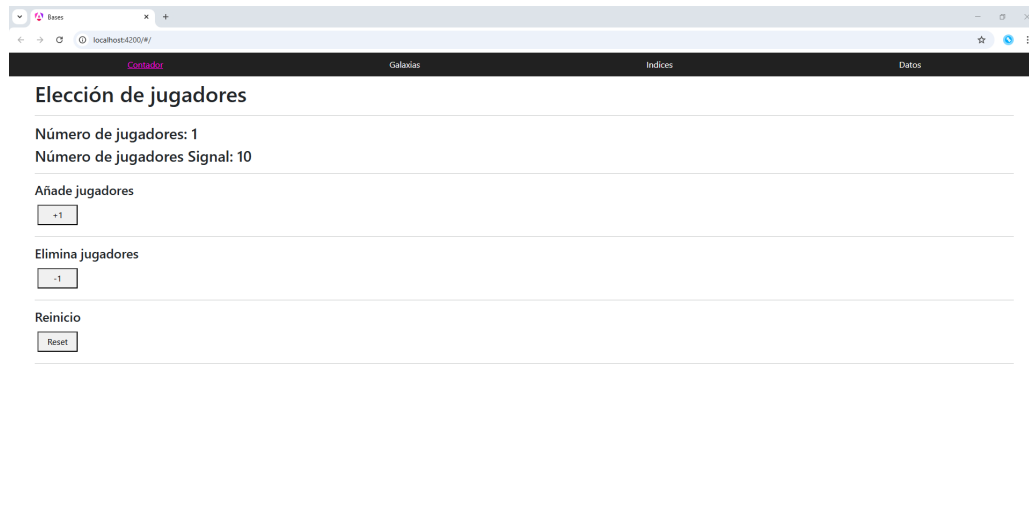 Bases
localhost:4200/#/
Contador Galaxias Indices Datos
Elección de jugadores
Número de jugadores: 1
Número de jugadores Signal: 10
Añade jugadores
+1
Elimina jugadores
-1
Reinicio
Reset